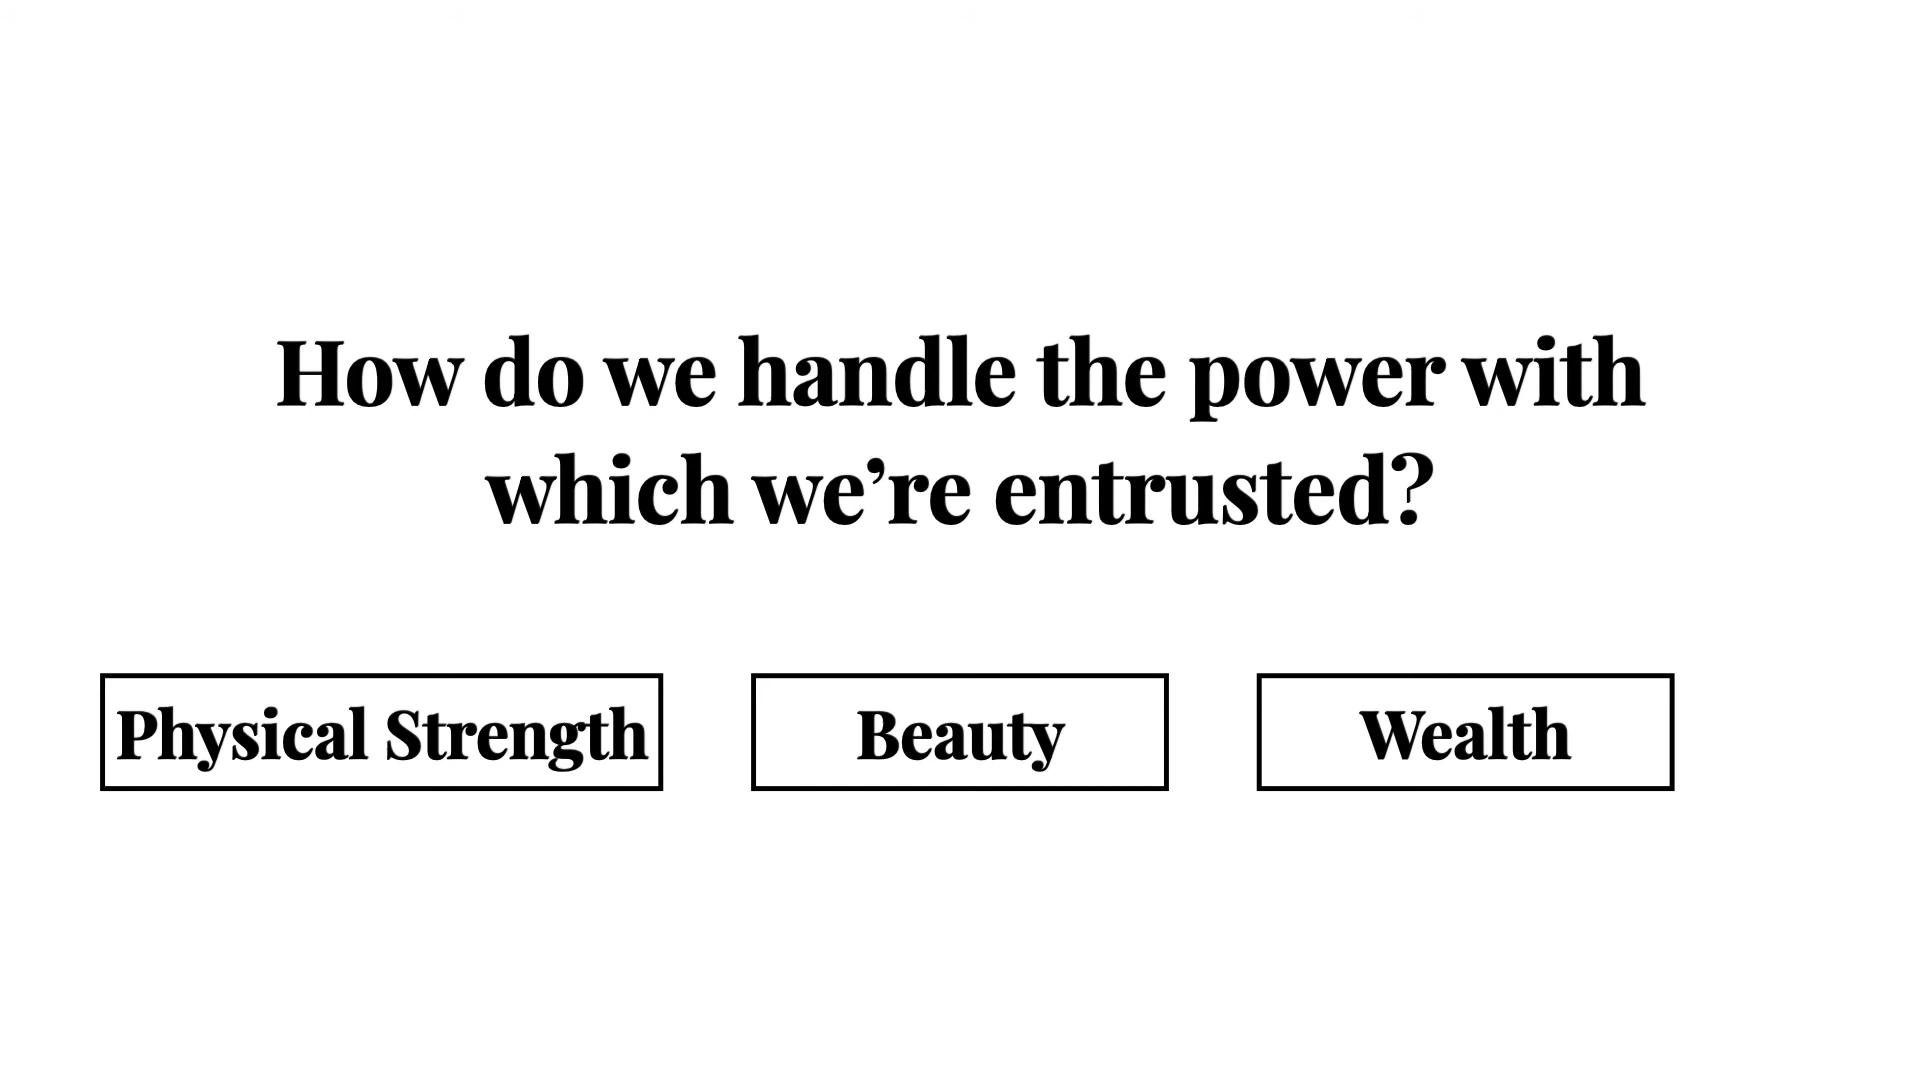 How do we handle the power with
which we’re entrusted?
Physical Strength
Beauty
Wealth